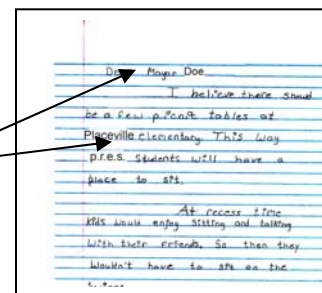 Dear Mayor Doe
I believe there should
be a few picnic tables at
Placeville elementary. This way
p.r.e.s. students will have a
place to sit.
At recess time
kids would enjoy sitting and talking
with their friends. So then they
wouldn't have to sit on the